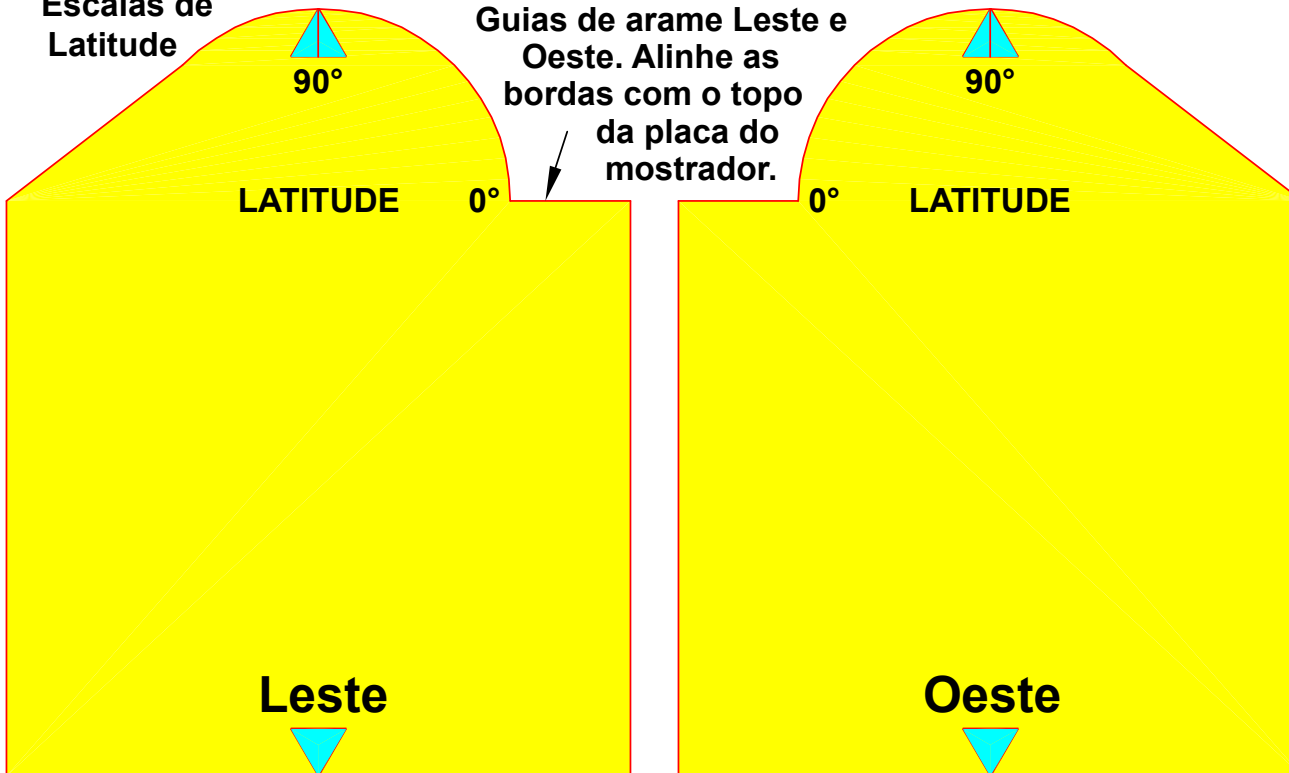 Escalas de
Latitude
Guias de arame Leste e
Oeste. Alinhe as
bordas com o topo
da placa do
mostrador.
90°
90°
LATITUDE 0°
0° LATITUDE
Leste
Oeste